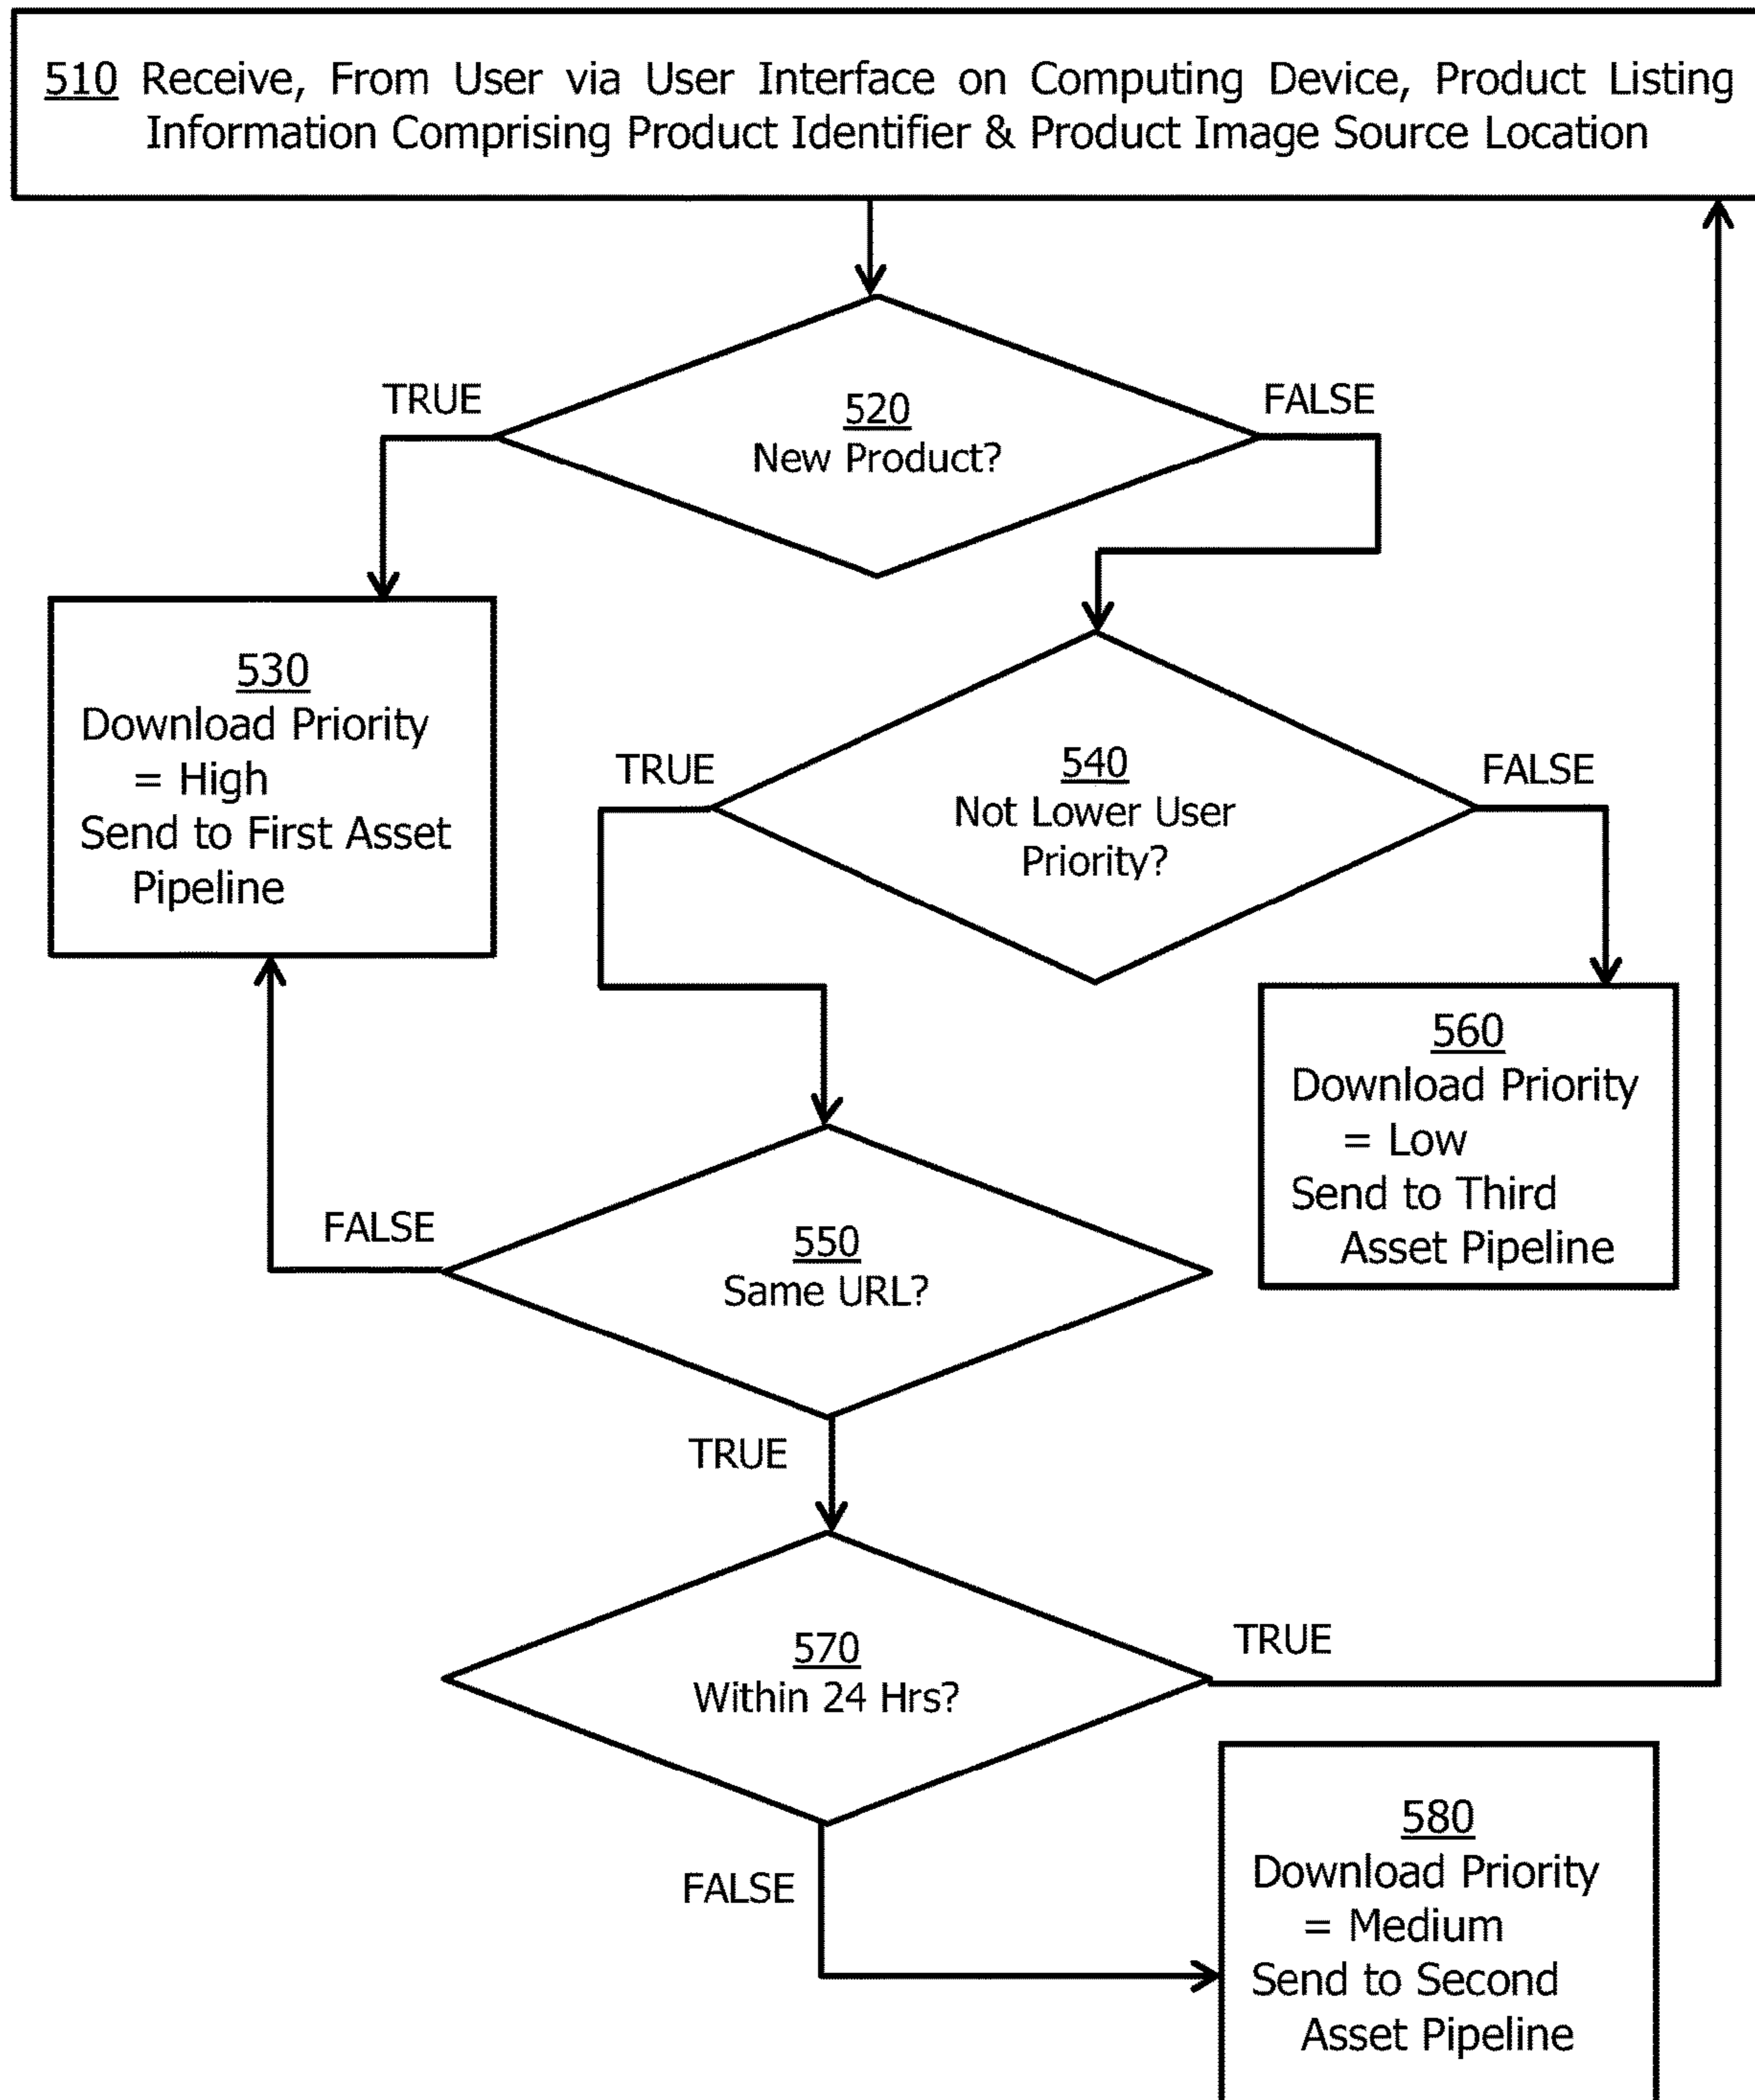 510 Receive, From User via User Interface on Computing Device, Product Listing
Information Comprising Product Identifier & Product Image Source Location
TRUE
520
New Product?
FALSE
530
Download Priority
= High
Send to First Asset
Pipeline
TRUE
540
Not Lower User
Priority?
FALSE
560
Download Priority
= Low
Send to Third
Asset Pipeline
FALSE
550
Same URL?
TRUE
570
Within 24 Hrs?
TRUE
FALSE
580
Download Priority
= Medium
Send to Second
Asset Pipeline